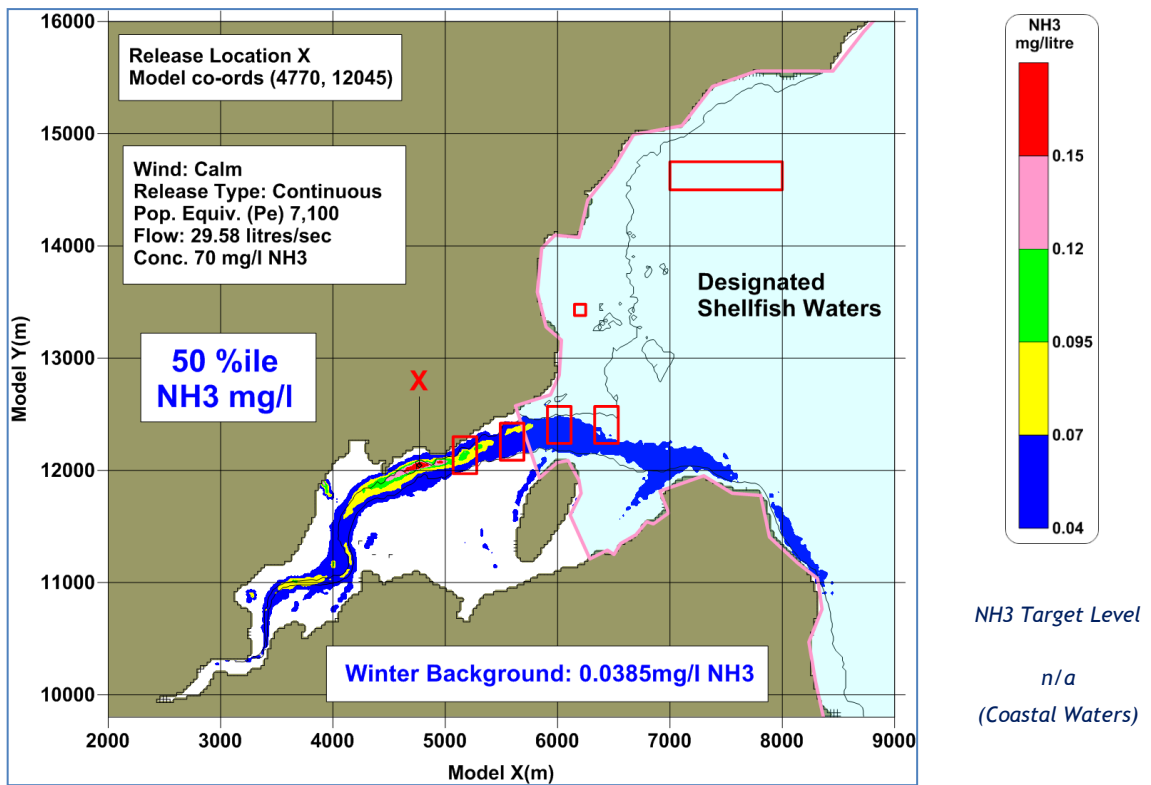 Release Location X
Model co-ords (4770, 12045)
Wind: Calm
Release Type: Continuous
Pop. Equiv. (Pe) 7,100
Flow: 29.58 litres/sec
Conc. 70 mg/l NH3
50 %ile
NH3 mg/l
X
Designated
Shellfish Waters
Winter Background: 0.0385mg/l NH3
Model Y(m)
16000
15000
14000
13000
12000
11000
10000
2000 3000 4000 5000 6000 7000 8000 9000
Model X(m)
NH3
mg/litre
0.15
0.12
0.095
0.07
0.04
NH3 Target Level
n/a
(Coastal Waters)